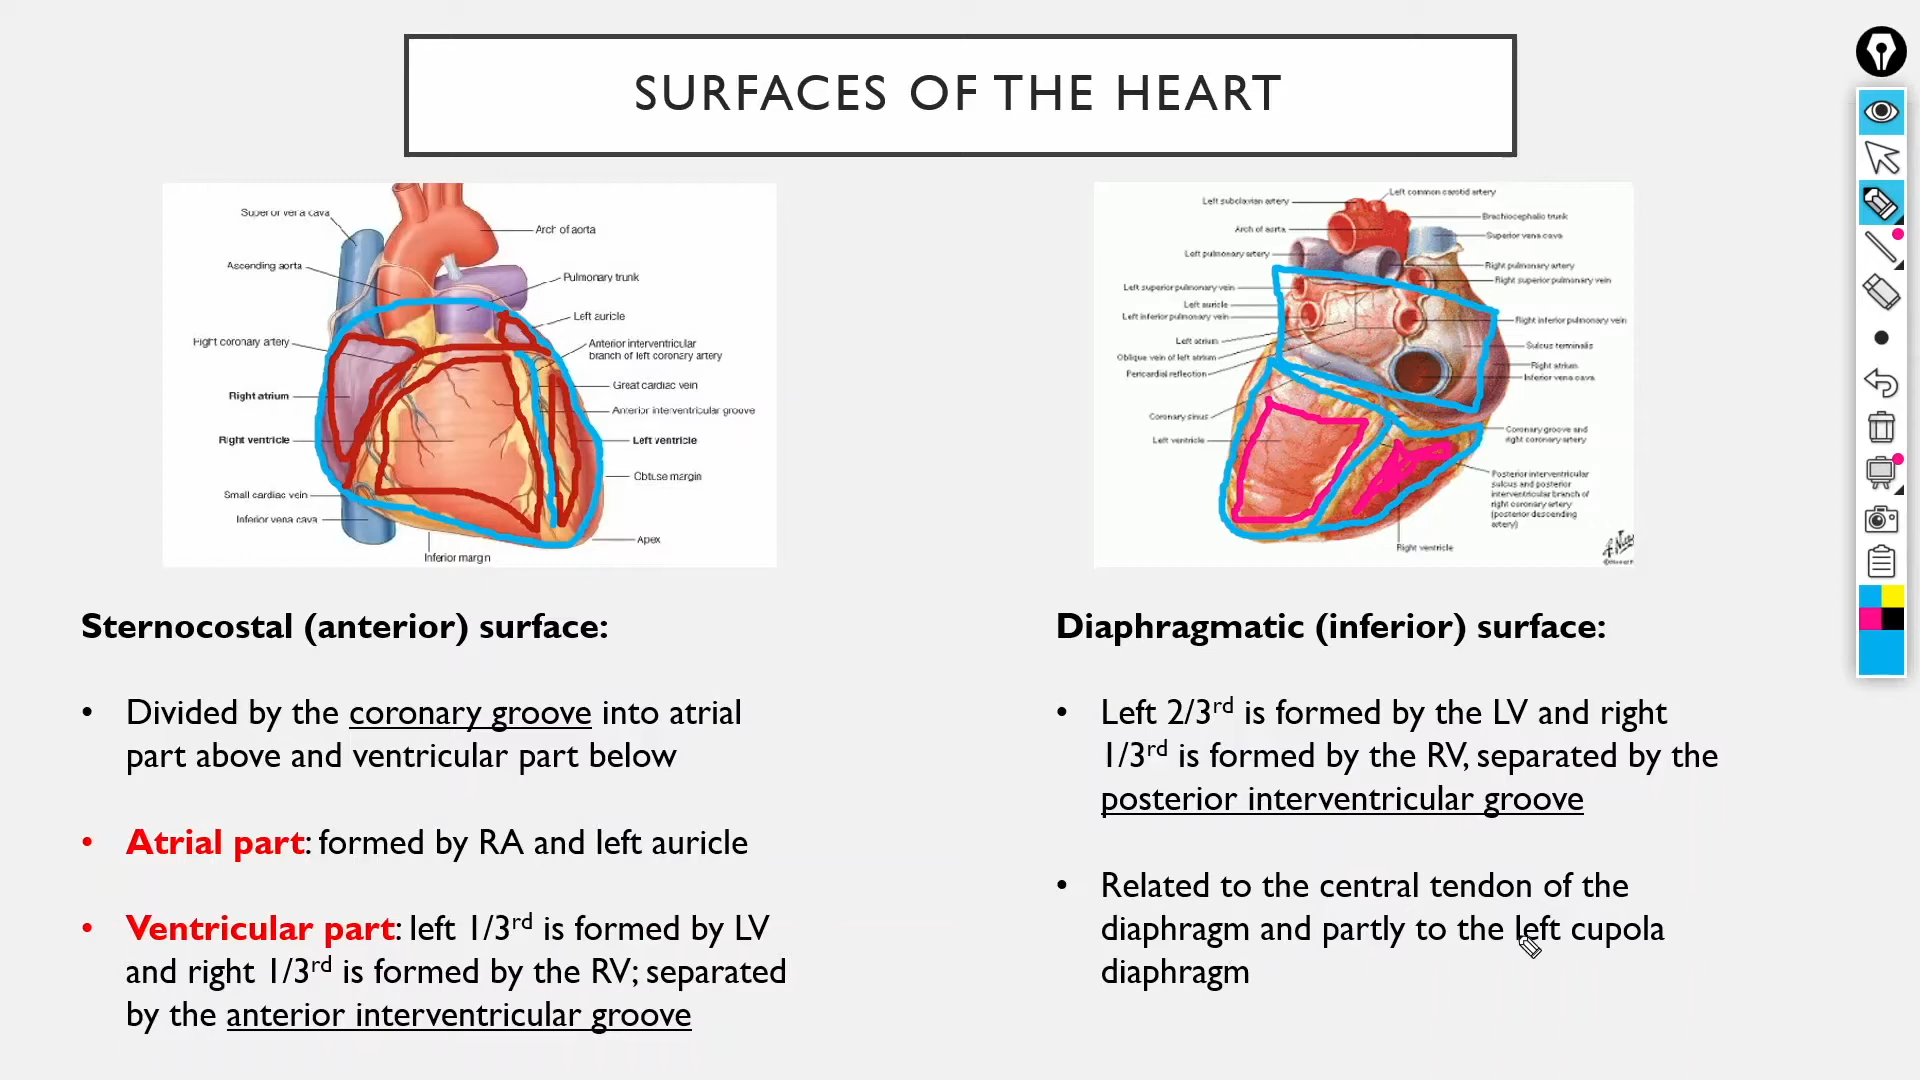 SURFACES OF THE HEART
Superior vena cava
Arch of aorta
Ascending aorta
Pulmonary trunk
Left auricle
Right coronary artery
Anterior interventricular
branch of left coronary artery
Great cardiac vein
Right atrium
Anterior interventricular groove
Right ventricle
Left ventricle
Obtuse margin
Small cardiac vein
Inferior vena cava
Apex
Inferior margin
Left common carotid artery
Left subclavian artery
Brachiocephalic trunk
Arch of aorta
Superior vena cava
Left pulmonary artery
Right pulmonary artery
Right superior pulmonary vein
Left superior pulmonary vein
Left auricle
Left inferior pulmonary vein
Right inferior pulmonary vein
Left atrium
Sulcus terminalis
Oblique vein of left atrium
Right atrium
Pericardial reflection
Inferior vena cava
Coronary sinus
Coronary groove and
right coronary artery
Left ventricle
Posterior interventricular
sulcus and posterior
interventricular branch of
right coronary artery
(posterior descending
artery)
Right ventricle
Sternocostal (anterior) surface:
• Divided by the coronary groove into atrial
part above and ventricular part below
• Atrial part: formed by RA and left auricle
• Ventricular part: left 1/3rd is formed by LV
and right 1/3rd is formed by the RV; separated
by the anterior interventricular groove
Diaphragmatic (inferior) surface:
• Left 2/3rd is formed by the LV and right
1/3rd is formed by the RV, separated by the
posterior interventricular groove
• Related to the central tendon of the
diaphragm and partly to the left cupola
diaphragm